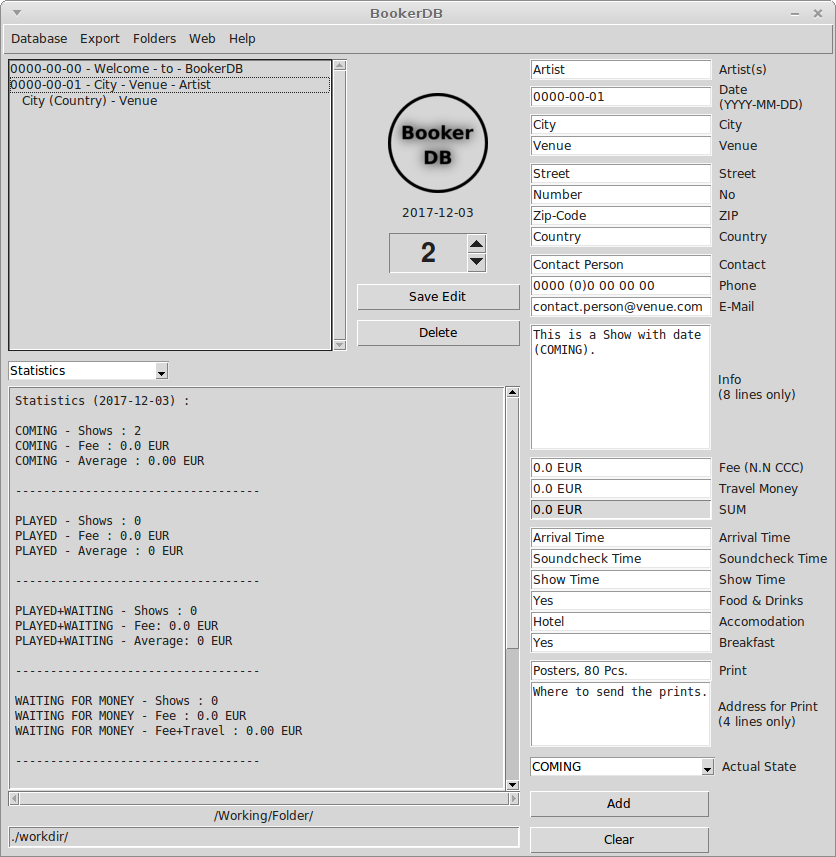 BookerDB
Database Export Folders Web Help
0000-00-00 - Welcome - to - BookerDB
0000-00-01 - City - Venue - Artist
City (Country) - Venue
Booker
DB
2017-12-03
2
Save Edit
Delete
Statistics
Statistics (2017-12-03) :
COMING - Shows : 2
COMING - Fee : 0.0 EUR
COMING - Average : 0.00 EUR
-----------------------------------
PLAYED - Shows : 0
PLAYED - Fee : 0.0 EUR
PLAYED - Average : 0 EUR
-----------------------------------
PLAYED+WAITING - Shows : 0
PLAYED+WAITING - Fee: 0.0 EUR
PLAYED+WAITING - Average: 0 EUR
-----------------------------------
WAITING FOR MONEY - Shows : 0
WAITING FOR MONEY - Fee : 0.0 EUR
WAITING FOR MONEY - Fee+Travel : 0.00 EUR
-----------------------------------
/Working/Folder/
./workdir/
Artist Artist(s)
0000-00-01 Date
(YYYY-MM-DD)
City City
Venue Venue
Street Street
Number No
Zip-Code ZIP
Country Country
Contact Person Contact
0000 (0)0 00 00 00 Phone
contact.person@venue.com E-Mail
This is a Show with date
(COMING).
Info
(8 lines only)
0.0 EUR Fee (N.N CCC)
0.0 EUR Travel Money
0.0 EUR SUM
Arrival Time Arrival Time
Soundcheck Time Soundcheck Time
Show Time Show Time
Yes Food & Drinks
Hotel Accomodation
Yes Breakfast
Posters, 80 Pcs. Print
Where to send the prints.
Address for Print
(4 lines only)
COMING Actual State
Add
Clear